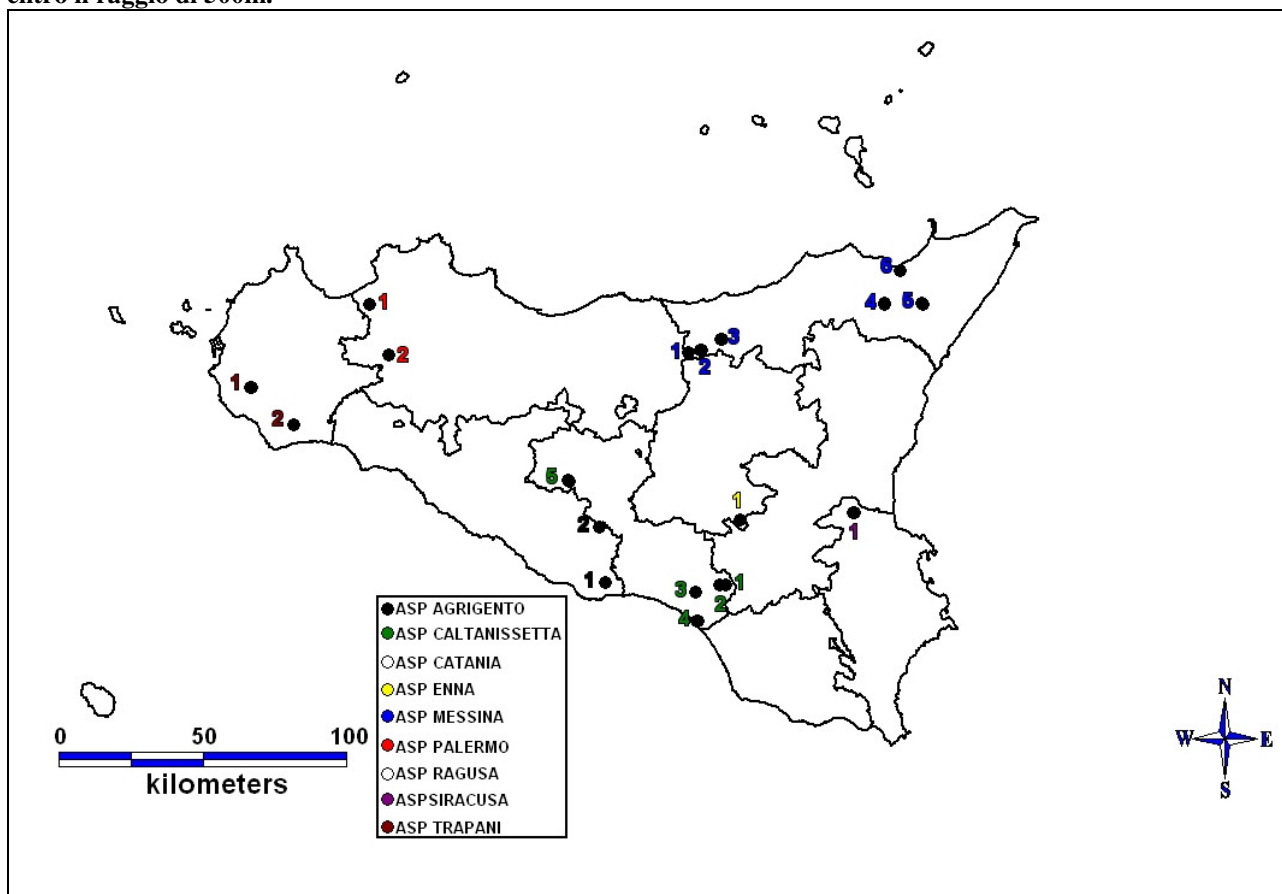 entro il raggio di 500m.
6
4 5
1
3
1 2
2
1
2
5
1
2
1
3 1
1 2
4
ASP AGRIGENTO
ASP CALTANISSETTA
ASP CATANIA
ASP ENNA
ASP MESSINA
ASP PALERMO
ASP RAGUSA
ASPSIRACUSA
ASP TRAPANI
0 50 100
kilometers
N
W E
S